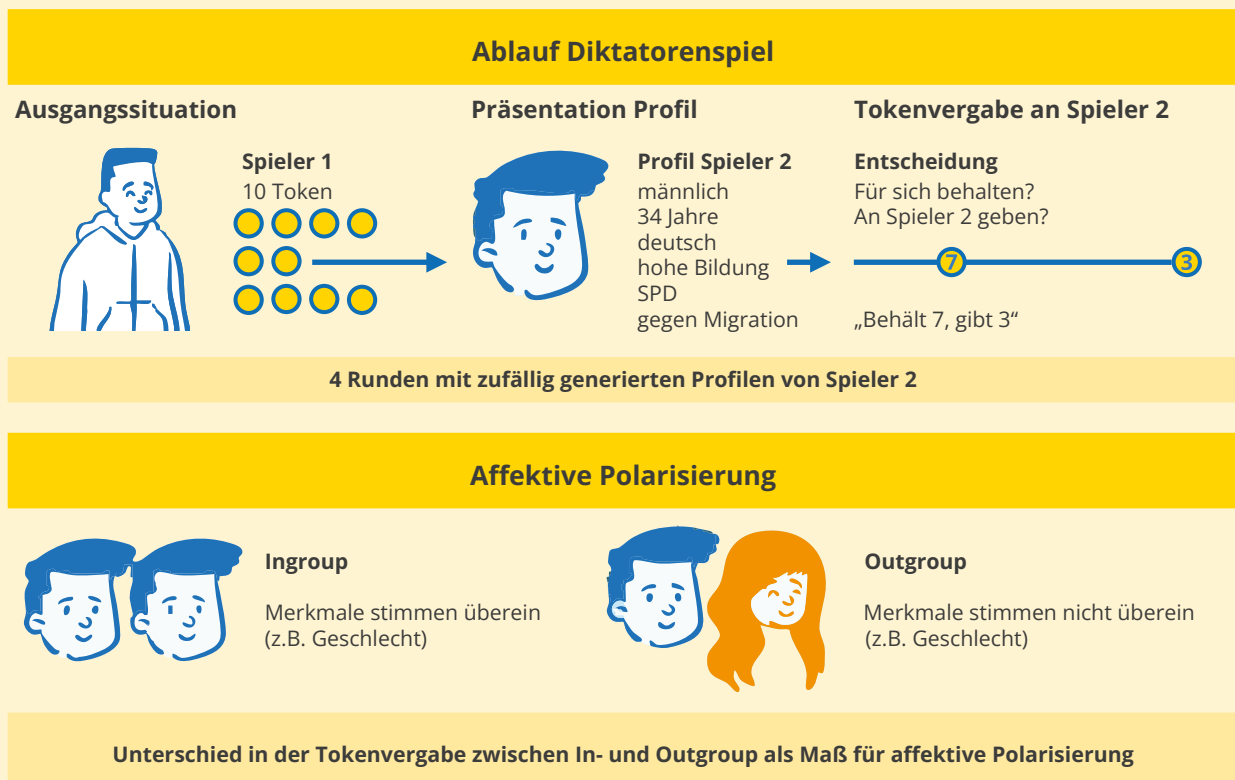 Ablauf Diktatorenspiel
Ausgangssituation
Spieler 1
10 Token
Präsentation Profil
Profil Spieler 2
männlich
34 Jahre
deutsch
hohe Bildung
SPD
gegen Migration
Tokenvergabe an Spieler 2
Entscheidung
Für sich behalten?
An Spieler 2 geben?
7
3
„Behält 7, gibt 3“
4 Runden mit zufällig generierten Profilen von Spieler 2
Affektive Polarisierung
Ingroup
Merkmale stimmen überein
(z.B. Geschlecht)
Outgroup
Merkmale stimmen nicht überein
(z.B. Geschlecht)
Unterschied in der Tokenvergabe zwischen In- und Outgroup als Maß für affektive Polarisierung